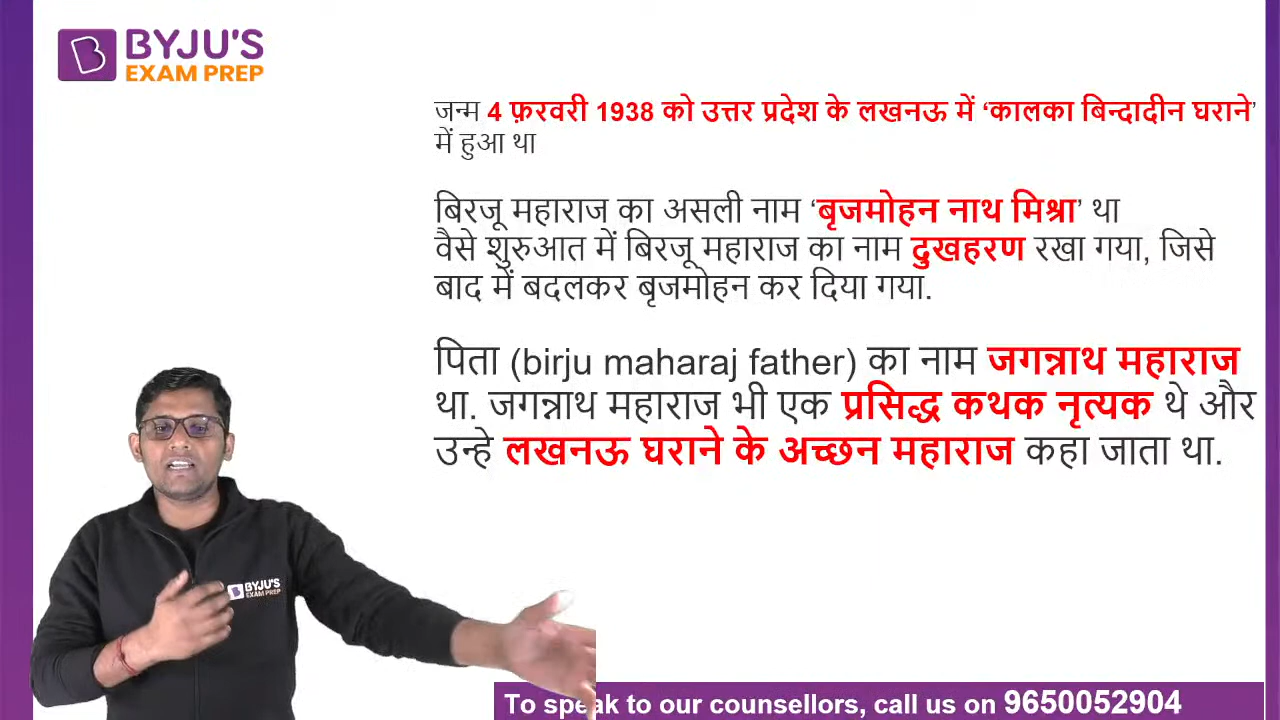 BYJU'S
EXAM PREP
जन्म 4 फ़रवरी 1938 को उत्तर प्रदेश के लखनऊ में ‘कालका बिन्दादीन घराने’
में हुआ था
बिरजू महाराज का असली नाम ‘बृजमोहन नाथ मिश्रा’ था
वैसे शुरुआत में बिरजू महाराज का नाम दुखहरण रखा गया, जिसे
बाद में बदलकर बृजमोहन कर दिया गया.
पिता (birju maharaj father) का नाम जगन्नाथ महाराज
था. जगन्नाथ महाराज भी एक प्रसिद्ध कथक नृत्यक थे और
उन्हे लखनऊ घराने के अच्छन महाराज कहा जाता था.
BYJU'S
EXAM PREP
To speak to our counsellors, call us on 9650052904